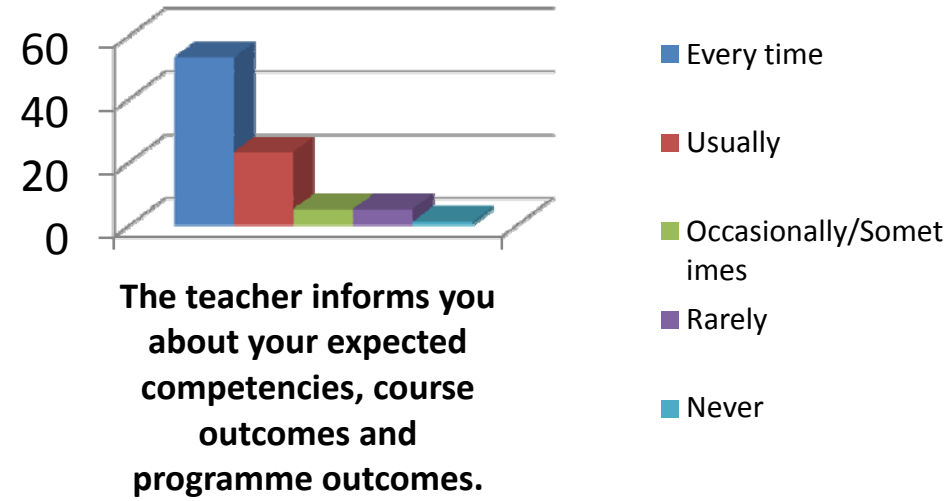 60
40
20
0
The teacher informs you
about your expected
competencies, course
outcomes and
programme outcomes.
Every time
Usually
Occasionally/Somet
imes
Rarely
Never